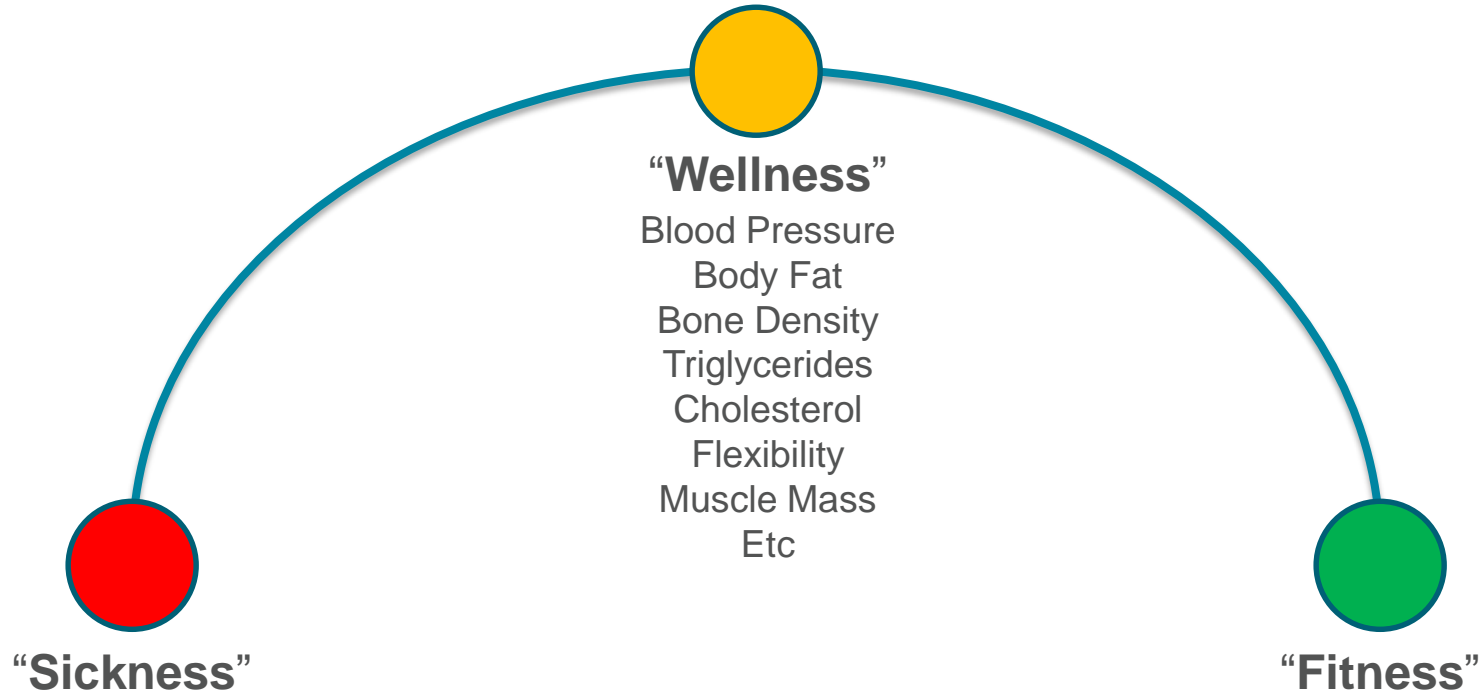 “Wellness”
Blood Pressure
Body Fat
Bone Density
Triglycerides
Cholesterol
Flexibility
Muscle Mass
Etc
“Sickness”
“Fitness”